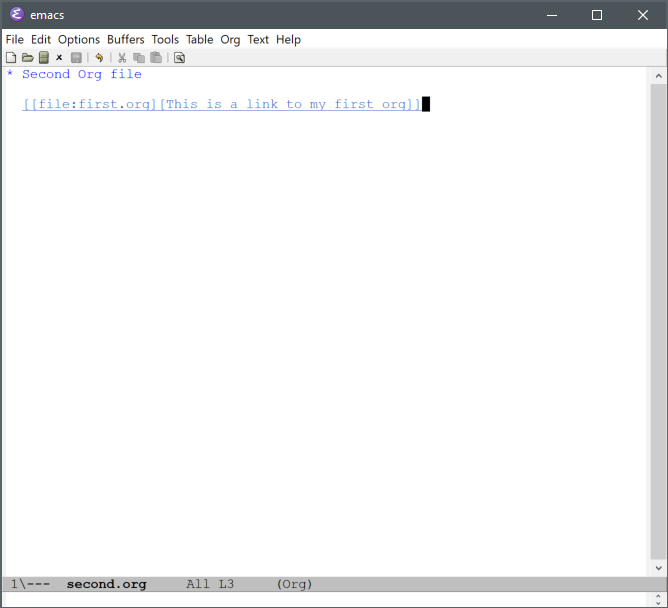 emacs
File Edit Options Buffers Tools Table Org Text Help
* Second Org file
[[file:first.org][This is a link to my first org]]
1\--- second.org All L3 (Org)